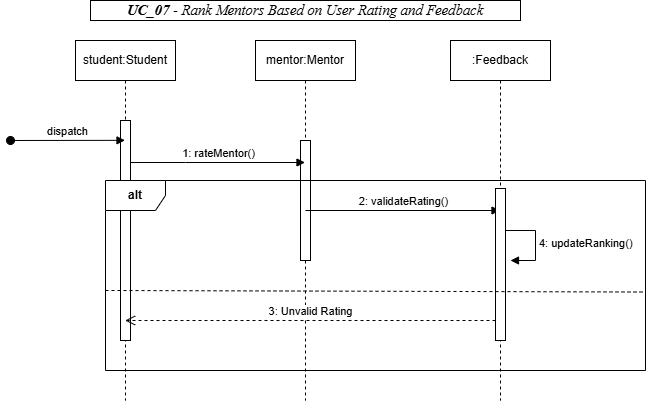 UC_07 - Rank Mentors Based on User Rating and Feedback
student:Student
mentor:Mentor
:Feedback
dispatch
1: rateMentor()
alt
2: validateRating()
4: updateRanking()
3: Unvalid Rating